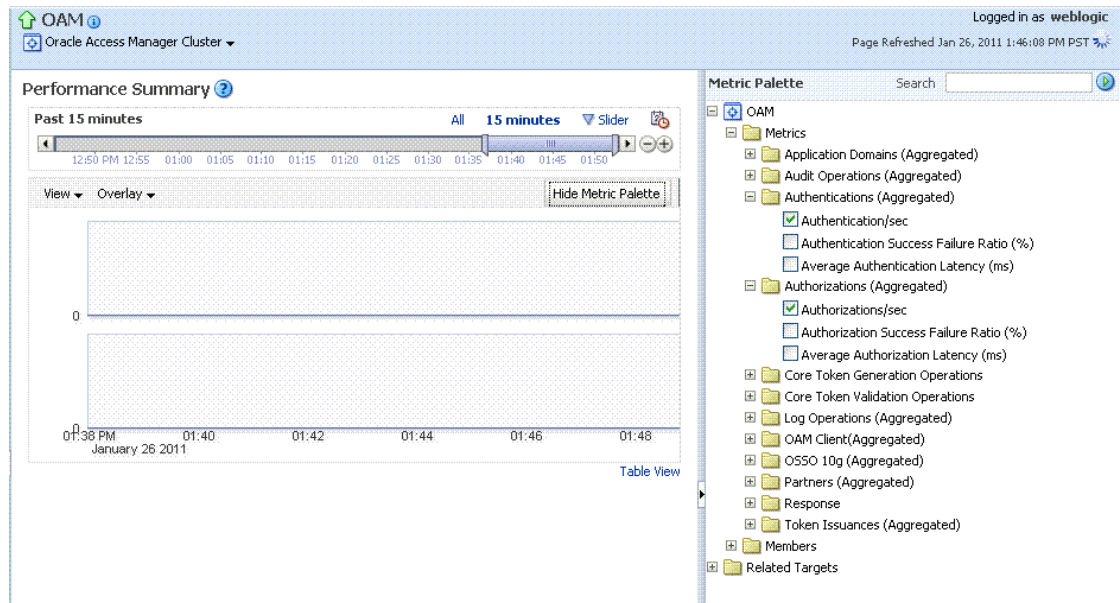 OAM
Logged in as weblogic
Oracle Access Manager Cluster
Page Refreshed Jan 26, 2011 1:46:08 PM PST
Performance Summary
Past 15 minutes
All 15 minutes Slider
12:50 PM 12:55 01:00 01:05 01:10 01:15 01:20 01:25 01:30 01:35 01:40 01:45 01:50
View Overlay Hide Metric Palette
0
0
01:38 PM 01:40 01:42 01:44 01:46 01:48
January 26 2011
Table View
Metric Palette Search
OAM
Metrics
Application Domains (Aggregated)
Audit Operations (Aggregated)
Authentications (Aggregated)
Authentication/sec
Authentication Success Failure Ratio (%)
Average Authentication Latency (ms)
Authorizations (Aggregated)
Authorizations/sec
Authorization Success Failure Ratio (%)
Average Authorization Latency (ms)
Core Token Generation Operations
Core Token Validation Operations
Log Operations (Aggregated)
OAM Client(Aggregated)
OSSO 10g (Aggregated)
Partners (Aggregated)
Response
Token Issuances (Aggregated)
Members
Related Targets